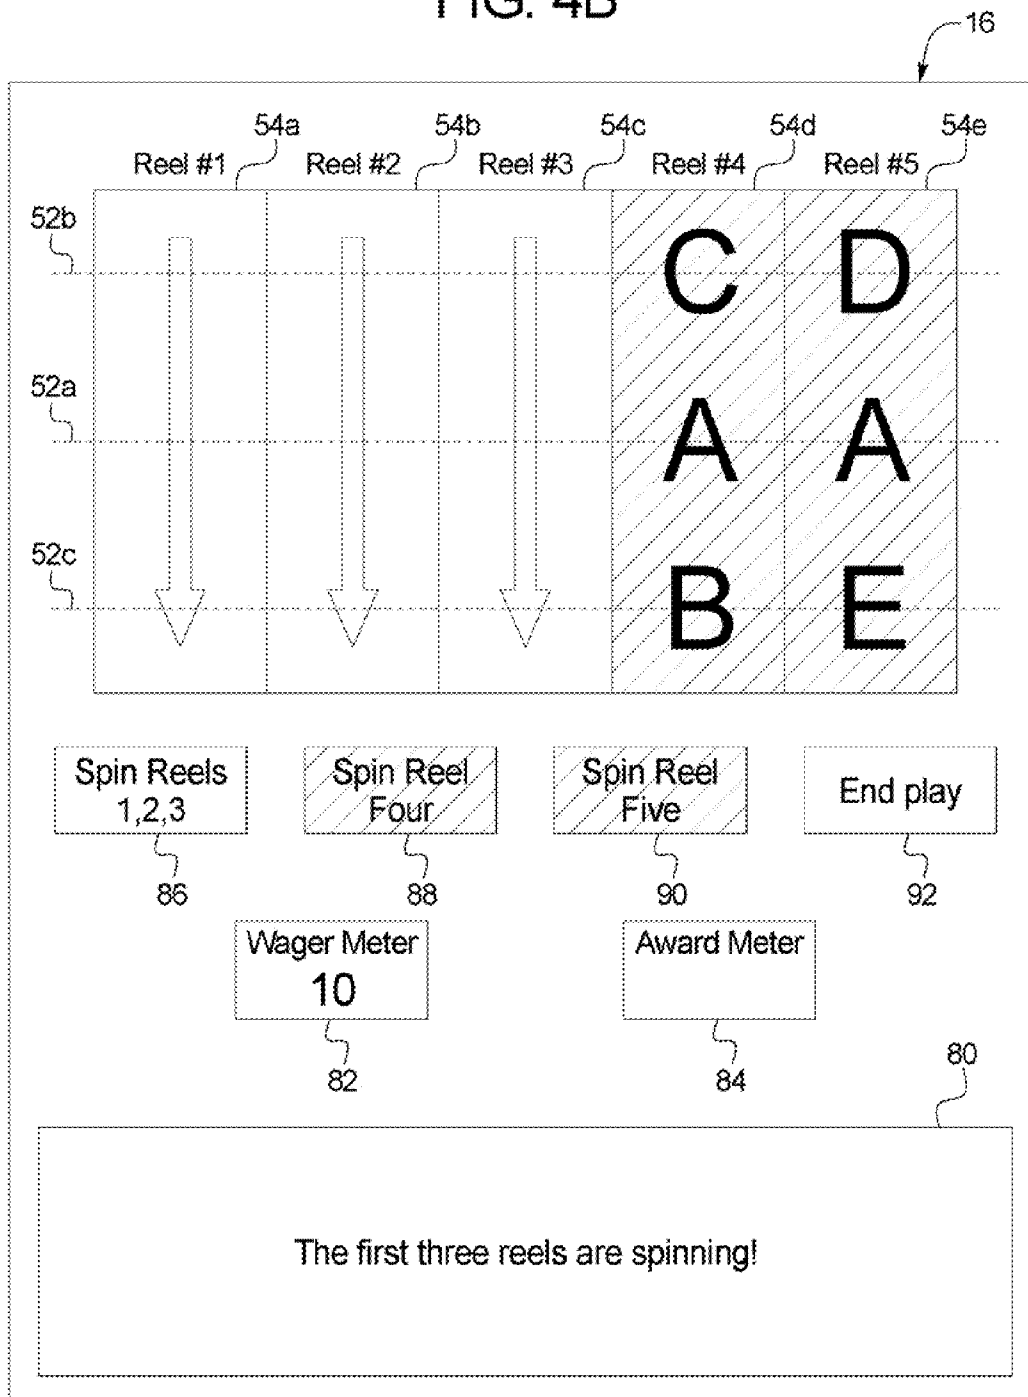 FIG. 4B
16
54a 54b 54c 54d 54e
Reel #1 Reel #2 Reel #3 Reel #4 Reel #5
52b
C D
52a
A A
52c
B E
Spin Reels
1,2,3
Spin Reel
Four
Spin Reel
Five
End play
86 88 90 92
Wager Meter
10
Award Meter
82 84
80
The first three reels are spinning!